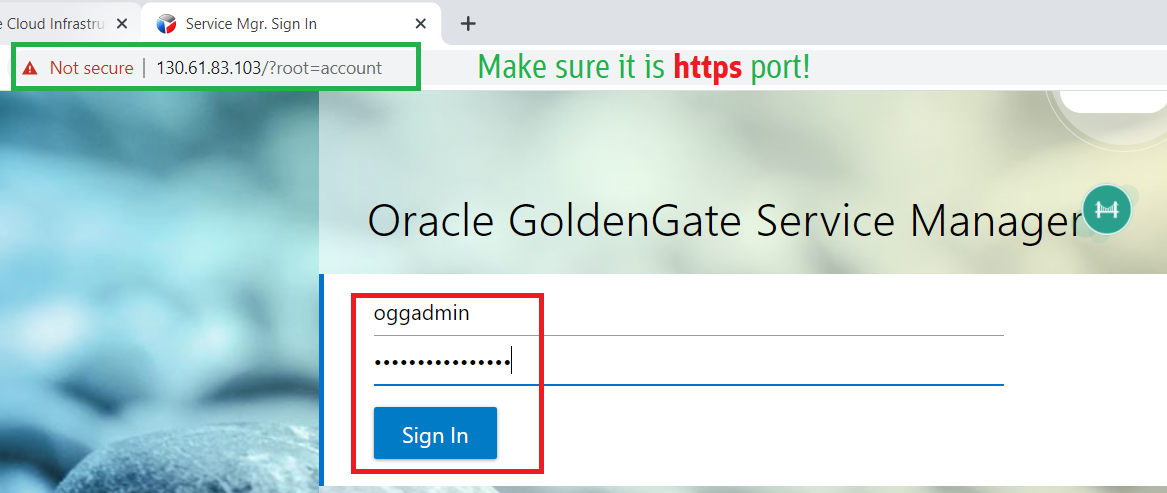 e Cloud Infrastru
Service Mgr. Sign In
Not secure | 130.61.83.103/?root=account
Make sure it is https port!
Oracle GoldenGate Service Manager
oggadmin
••••••••••••••••
Sign In